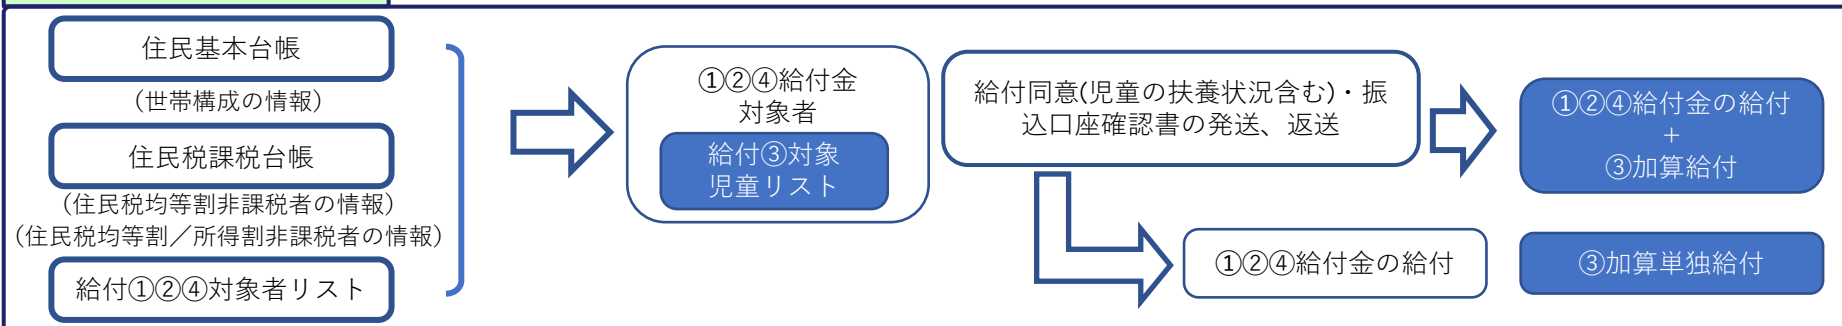 住民基本台帳
(世帯構成の情報)
住民税課税台帳
(住民税均等割非課税者の情報)
(住民税均等割／所得割非課税者の情報)
給付①②④対象者リスト
①②④給付金
対象者
給付③対象
児童リスト
給付同意(児童の扶養状況含む)・振
込口座確認書の発送、返送
①②④給付金の給付
+
③加算給付
①②④給付金の給付
③加算単独給付